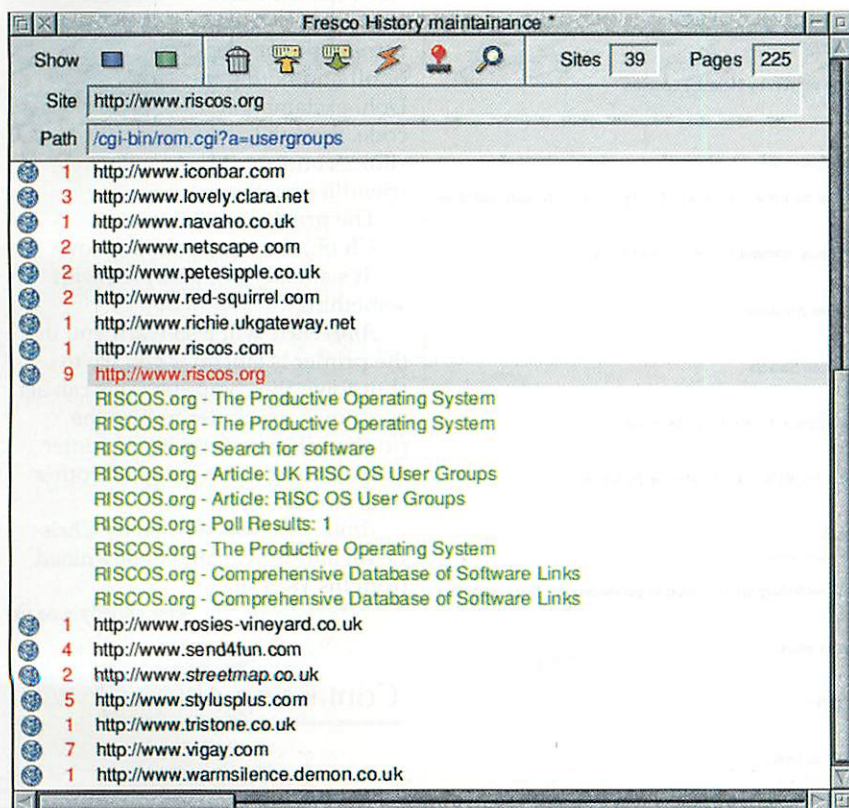 Fresco History maintainance *
Show Sites 39 Pages 225
Site http://www.riscos.org
Path /cgi-bin/rom.cgi?a=usergroups
1 http://www.iconbar.com
3 http://www.lovely.clara.net
1 http://www.navaho.co.uk
2 http://www.netscape.com
2 http://www.petesipple.co.uk
2 http://www.red-squirrel.com
1 http://www.richie.ukgateway.net
1 http://www.riscos.com
9 http://www.riscos.org
RISCOS.org - The Productive Operating System
RISCOS.org - The Productive Operating System
RISCOS.org - Search for software
RISCOS.org - Article: UK RISC OS User Groups
RISCOS.org - Article: RISC OS User Groups
RISCOS.org - Poll Results: 1
RISCOS.org - The Productive Operating System
RISCOS.org - Comprehensive Database of Software Links
RISCOS.org - Comprehensive Database of Software Links
1 http://www.rosies-vineyard.co.uk
4 http://www.send4fun.com
2 http://www.streetmap.co.uk
5 http://www.stylusplus.com
1 http://www.tristone.co.uk
7 http://www.vigay.com
1 http://www.warmsilence.demon.co.uk